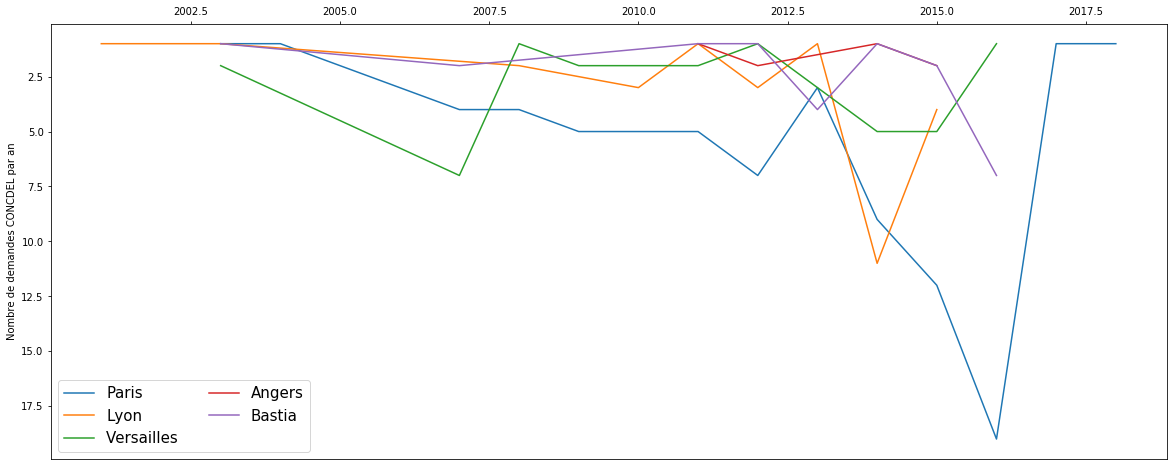 2002.5 2005.0 2007.5 2010.0 2012.5 2015.0 2017.5
Nombre de demandes CONCDEL par an
2.5
5.0
7.5
10.0
12.5
15.0
17.5
Paris Angers
Lyon Bastia
Versailles